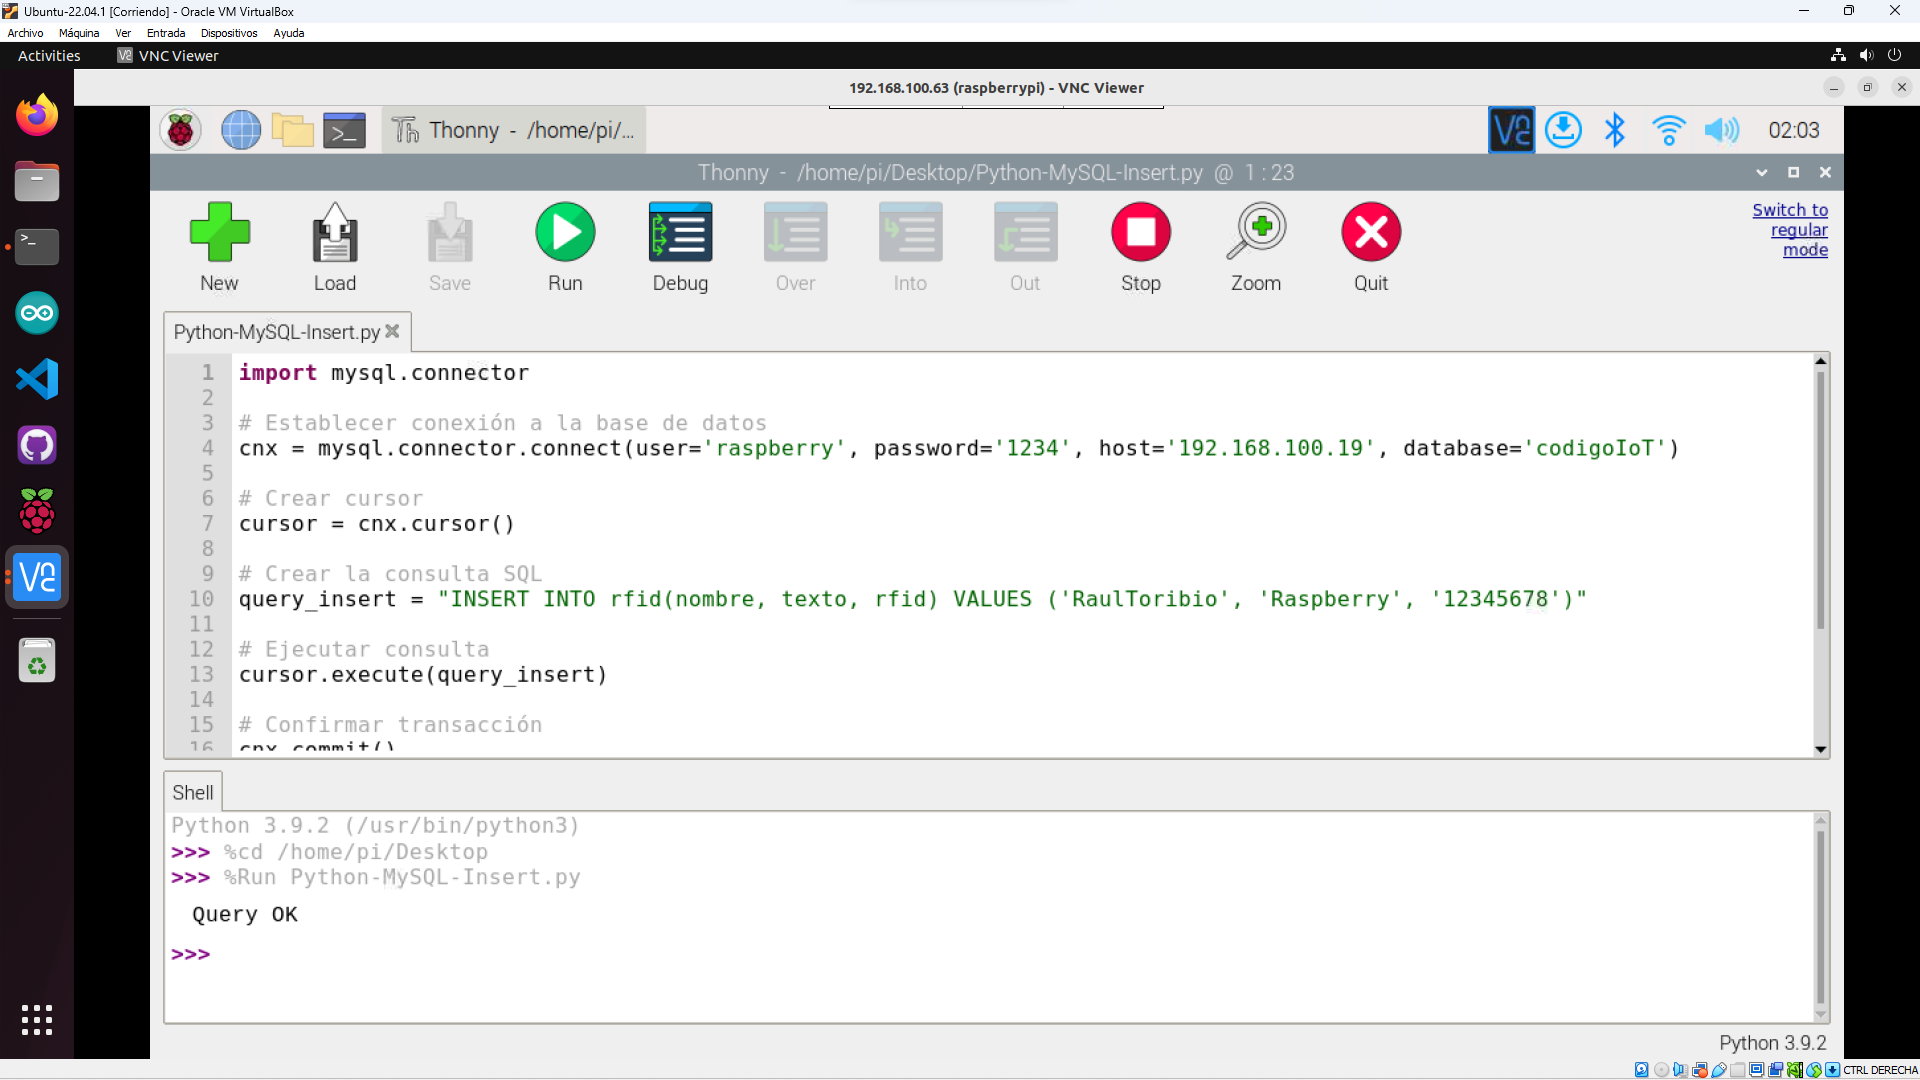 Ubuntu-22.04.1 [Corriendo] - Oracle VM VirtualBox
Archivo Máquina Ver Entrada Dispositivos Ayuda
Activities VNC Viewer
192.168.100.63 (raspberrypi) - VNC Viewer
Thonny - /home/pi/... 02:03
Thonny - /home/pi/Desktop/Python-MySQL-Insert.py @ 1 : 23
New Load Save Run Debug Over Into Out Stop Zoom Quit
Switch to
regular
mode
Python-MySQL-Insert.py
1 import mysql.connector
2
3 # Establecer conexión a la base de datos
4 cnx = mysql.connector.connect(user='raspberry', password='1234', host='192.168.100.19', database='codigoIoT')
5
6 # Crear cursor
7 cursor = cnx.cursor()
8
9 # Crear la consulta SQL
10 query_insert = "INSERT INTO rfid(nombre, texto, rfid) VALUES ('RaulToribio', 'Raspberry', '12345678')"
11
12 # Ejecutar consulta
13 cursor.execute(query_insert)
14
15 # Confirmar transacción
16 cnx.commit()
Shell
Python 3.9.2 (/usr/bin/python3)
>>> %cd /home/pi/Desktop
>>> %Run Python-MySQL-Insert.py
Query OK
>>>
Python 3.9.2
CTRL DERECHA